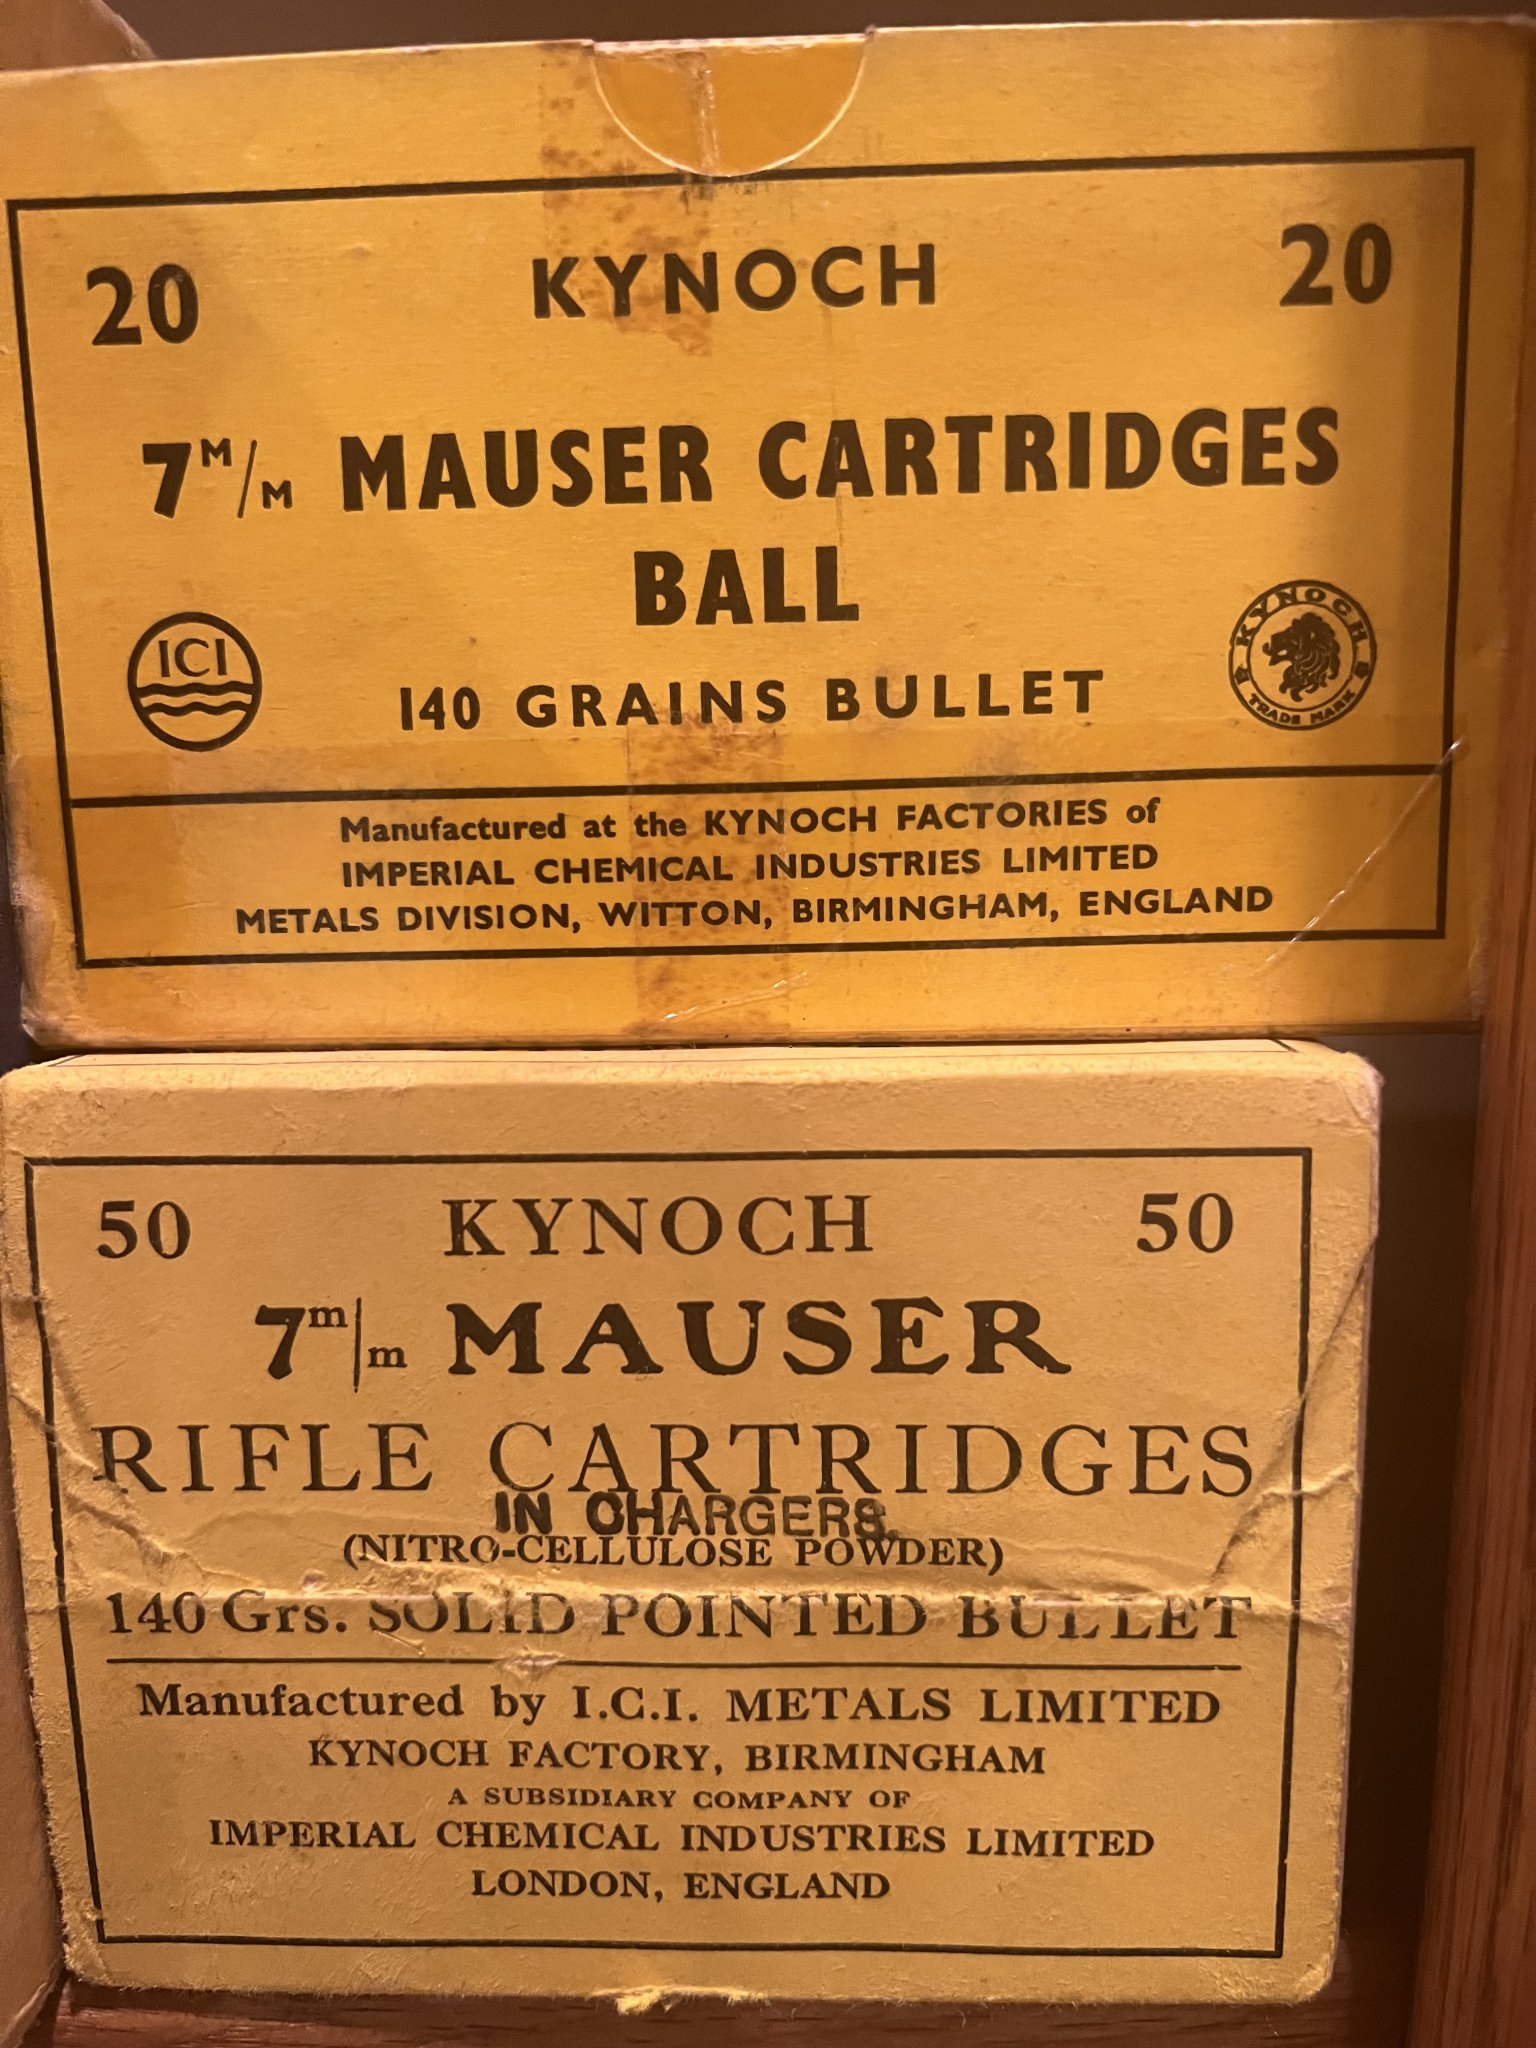 20 KYNOCH 20
7 M/M MAUSER CARTRIDGES
BALL
ICI
140 GRAINS BULLET
KYNOCH
TRADE MARK
Manufactured at the KYNOCH FACTORIES of
IMPERIAL CHEMICAL INDUSTRIES LIMITED
METALS DIVISION, WITTON, BIRMINGHAM, ENGLAND
50 KYNOCH 50
7 m/m MAUSER
RIFLE CARTRIDGES
IN CHARGERS.
(NITRO-CELLULOSE POWDER)
140 Grs. SOLID POINTED BULLET
Manufactured by I.C.I. METALS LIMITED
KYNOCH FACTORY, BIRMINGHAM
A SUBSIDIARY COMPANY OF
IMPERIAL CHEMICAL INDUSTRIES LIMITED
LONDON, ENGLAND